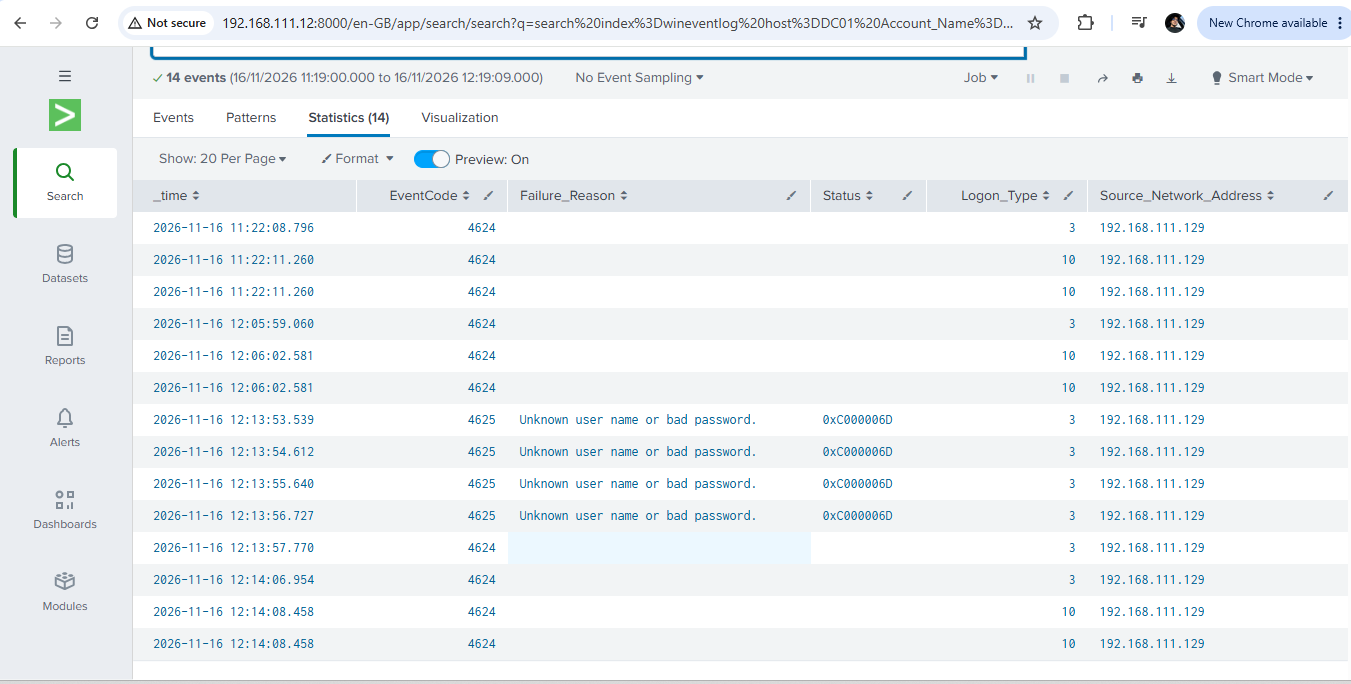 Not secure 192.168.111.12:8000/en-GB/app/search/search?q=search%20index%3Dwineventlog%20host%3DDC01%20Account_Name%3D... New Chrome available
14 events (16/11/2026 11:19:00.000 to 16/11/2026 12:19:09.000) No Event Sampling Job Smart Mode
Events Patterns Statistics (14) Visualization
Show: 20 Per Page Format Preview: On
Search
Datasets
Reports
Alerts
Dashboards
Modules
_time EventCode Failure_Reason Status Logon_Type Source_Network_Address
2026-11-16 11:22:08.796 4624 3 192.168.111.129
2026-11-16 11:22:11.260 4624 10 192.168.111.129
2026-11-16 11:22:11.260 4624 10 192.168.111.129
2026-11-16 12:05:59.060 4624 3 192.168.111.129
2026-11-16 12:06:02.581 4624 10 192.168.111.129
2026-11-16 12:06:02.581 4624 10 192.168.111.129
2026-11-16 12:13:53.539 4625 Unknown user name or bad password. 0xC000006D 3 192.168.111.129
2026-11-16 12:13:54.612 4625 Unknown user name or bad password. 0xC000006D 3 192.168.111.129
2026-11-16 12:13:55.640 4625 Unknown user name or bad password. 0xC000006D 3 192.168.111.129
2026-11-16 12:13:56.727 4625 Unknown user name or bad password. 0xC000006D 3 192.168.111.129
2026-11-16 12:13:57.770 4624 3 192.168.111.129
2026-11-16 12:14:06.954 4624 3 192.168.111.129
2026-11-16 12:14:08.458 4624 10 192.168.111.129
2026-11-16 12:14:08.458 4624 10 192.168.111.129